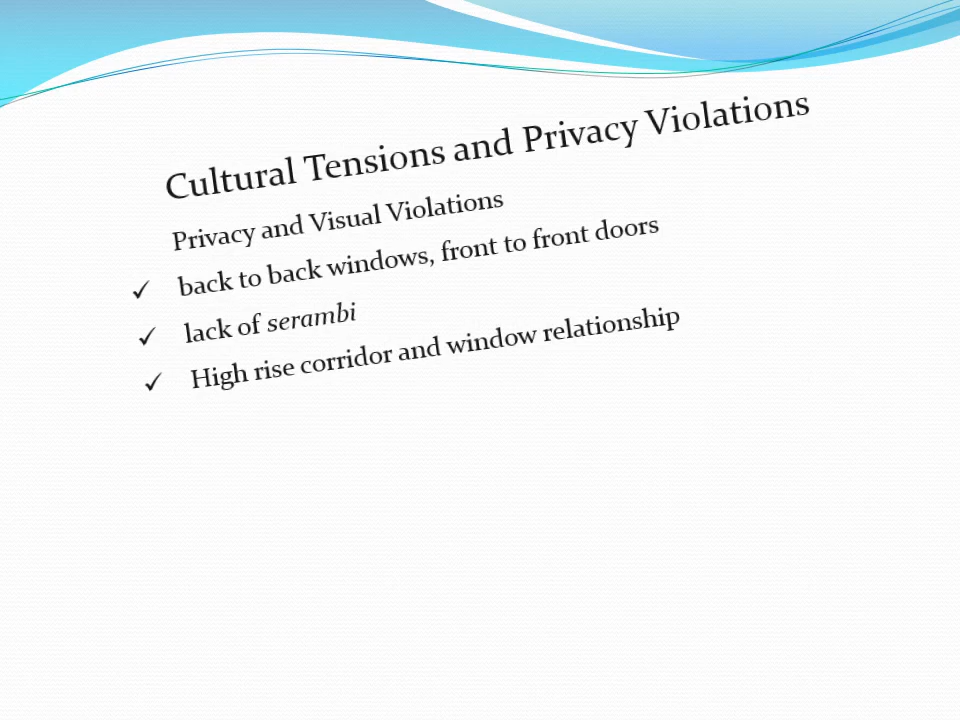 Cultural Tensions and Privacy Violations
Privacy and Visual Violations
✓ back to back windows, front to front doors
✓ lack of serambi
✓ High rise corridor and window relationship